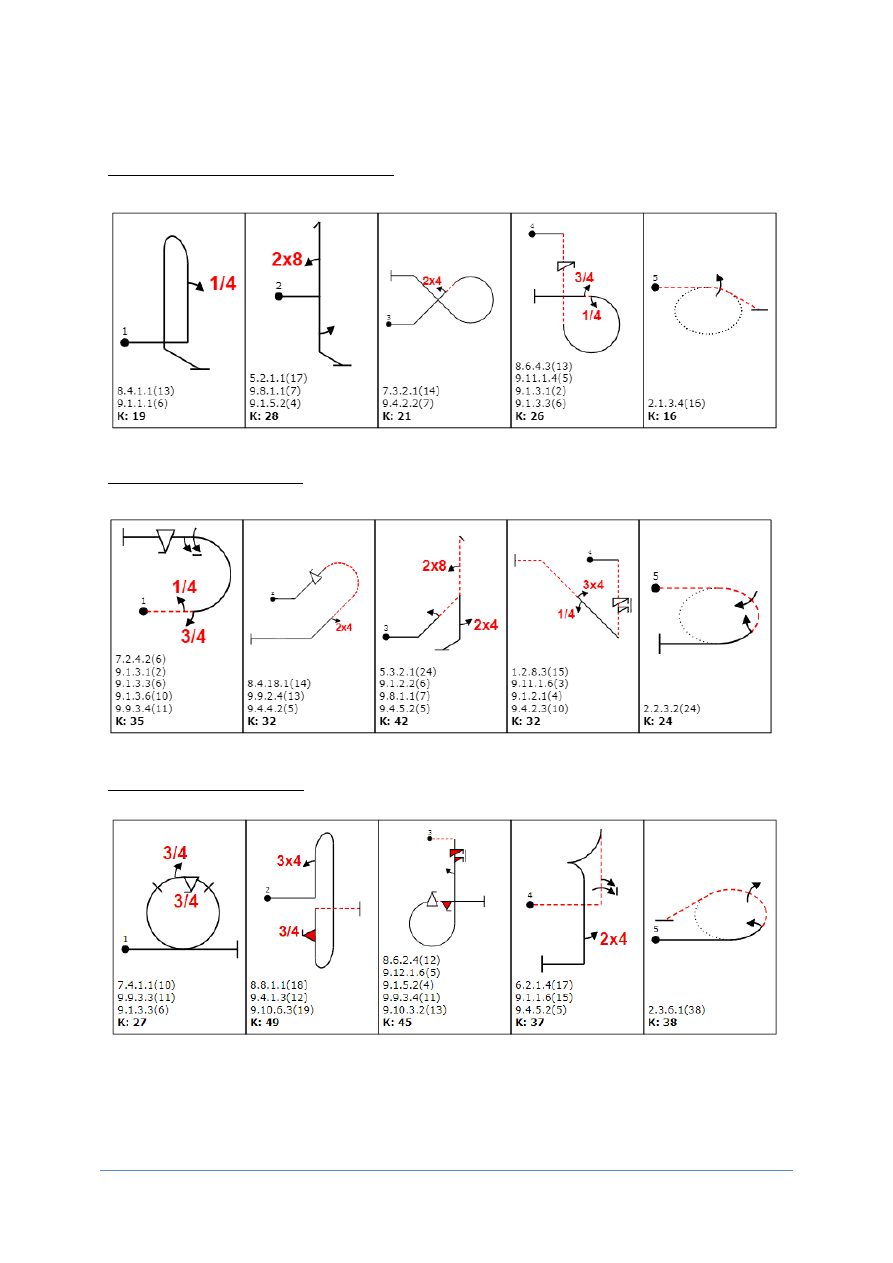 1/4
1
8.4.1.1(13)
9.1.1.1(6)
K: 19
2x8
2
5.2.1.1(17)
9.8.1.1(7)
9.1.5.2(4)
K: 28
2x4
3
7.3.2.1(14)
9.4.2.2(7)
K: 21
4
3/4
1/4
8.6.4.3(13)
9.11.1.4(5)
9.1.3.1(2)
9.1.3.3(6)
K: 26
5
2.1.3.4(16)
K: 16
1/4
1
3/4
7.2.4.2(6)
9.1.3.1(2)
9.1.3.3(6)
9.1.3.6(10)
9.9.3.4(11)
K: 35
2x4
8.4.18.1(14)
9.9.2.4(13)
9.4.4.2(5)
K: 32
2x8
2x4
3
5.3.2.1(24)
9.1.2.2(6)
9.8.1.1(7)
9.4.5.2(5)
K: 42
4
3x4
1/4
1.2.8.3(15)
9.11.1.6(3)
9.1.2.1(4)
9.4.2.3(10)
K: 32
5
2.2.3.2(24)
K: 24
3/4
3/4
1
7.4.1.1(10)
9.9.3.3(11)
9.1.3.3(6)
K: 27
3x4
2
3/4
8.8.1.1(18)
9.4.1.3(12)
9.10.6.3(19)
K: 49
3
8.6.2.4(12)
9.12.1.6(5)
9.1.5.2(4)
9.9.3.4(11)
9.10.3.2(13)
K: 45
4
2x4
6.2.1.4(17)
9.1.1.6(15)
9.4.5.2(5)
K: 37
5
2.3.6.1(38)
K: 38